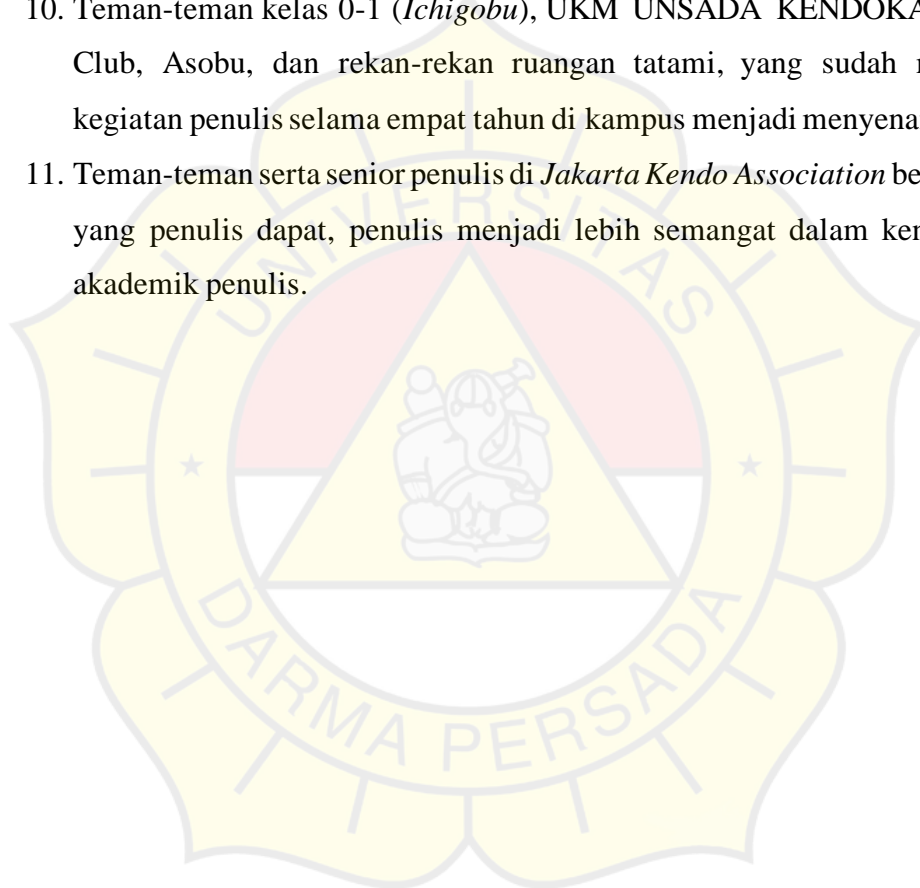 10. Teman-teman kelas 0-1 (Ichigobu), UKM UNSADA KENDOKA
Club, Asobu, dan rekan-rekan ruangan tatami, yang sudah
kegiatan penulis selama empat tahun di kampus menjadi menyena
11. Teman-teman serta senior penulis di Jakarta Kendo Association be
yang penulis dapat, penulis menjadi lebih semangat dalam ken
akademik penulis.
UNIVERSITAS
DARMA PERSADA